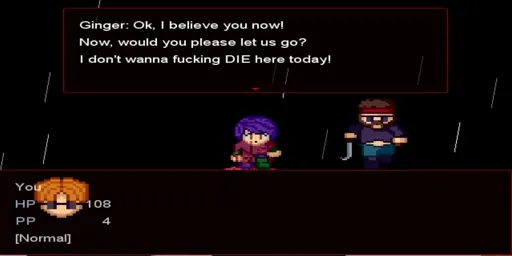 Ginger: Ok, I believe you now!
Now, would you please let us go?
I don't wanna fucking DIE here today!
You
HP 108
PP 4
[Normal]